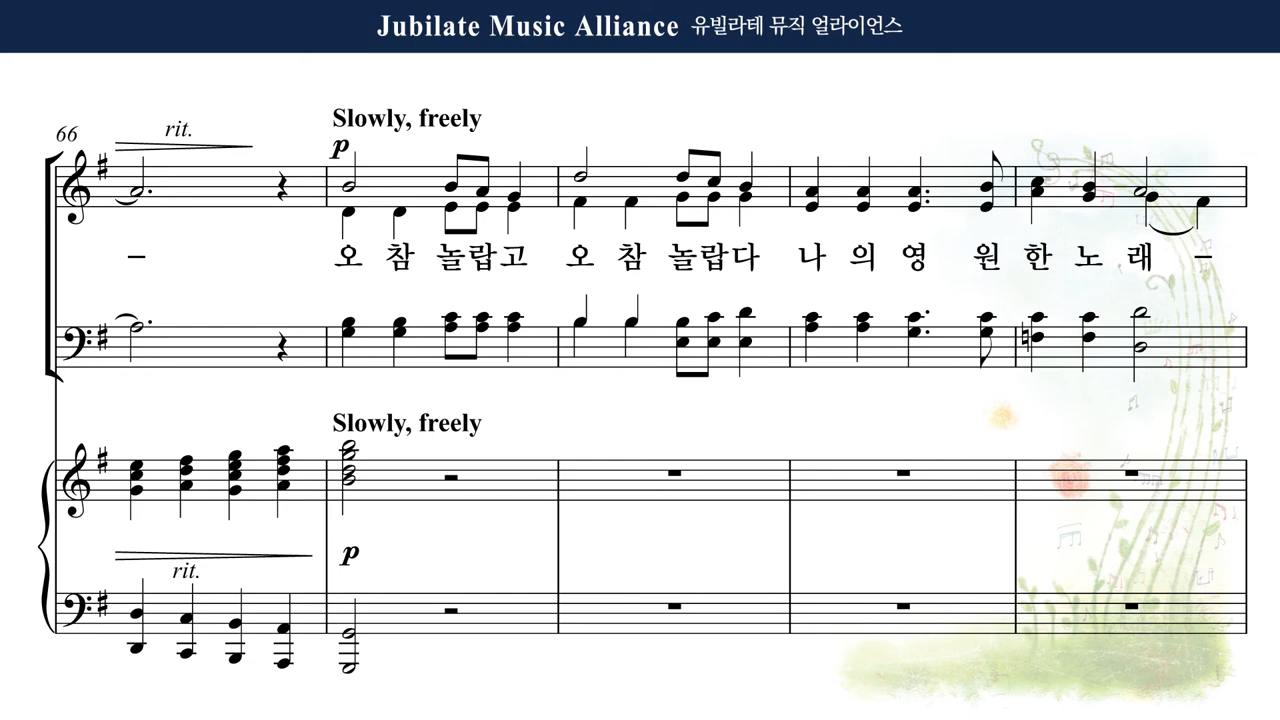 Jubilate Music Alliance 유빌라테 뮤직 얼라이언스
Slowly, freely
66 rit.
p
– 오 참 놀랍고 오 참 놀랍다 나 의 영 원 한 노 래 –
Slowly, freely
p
rit.